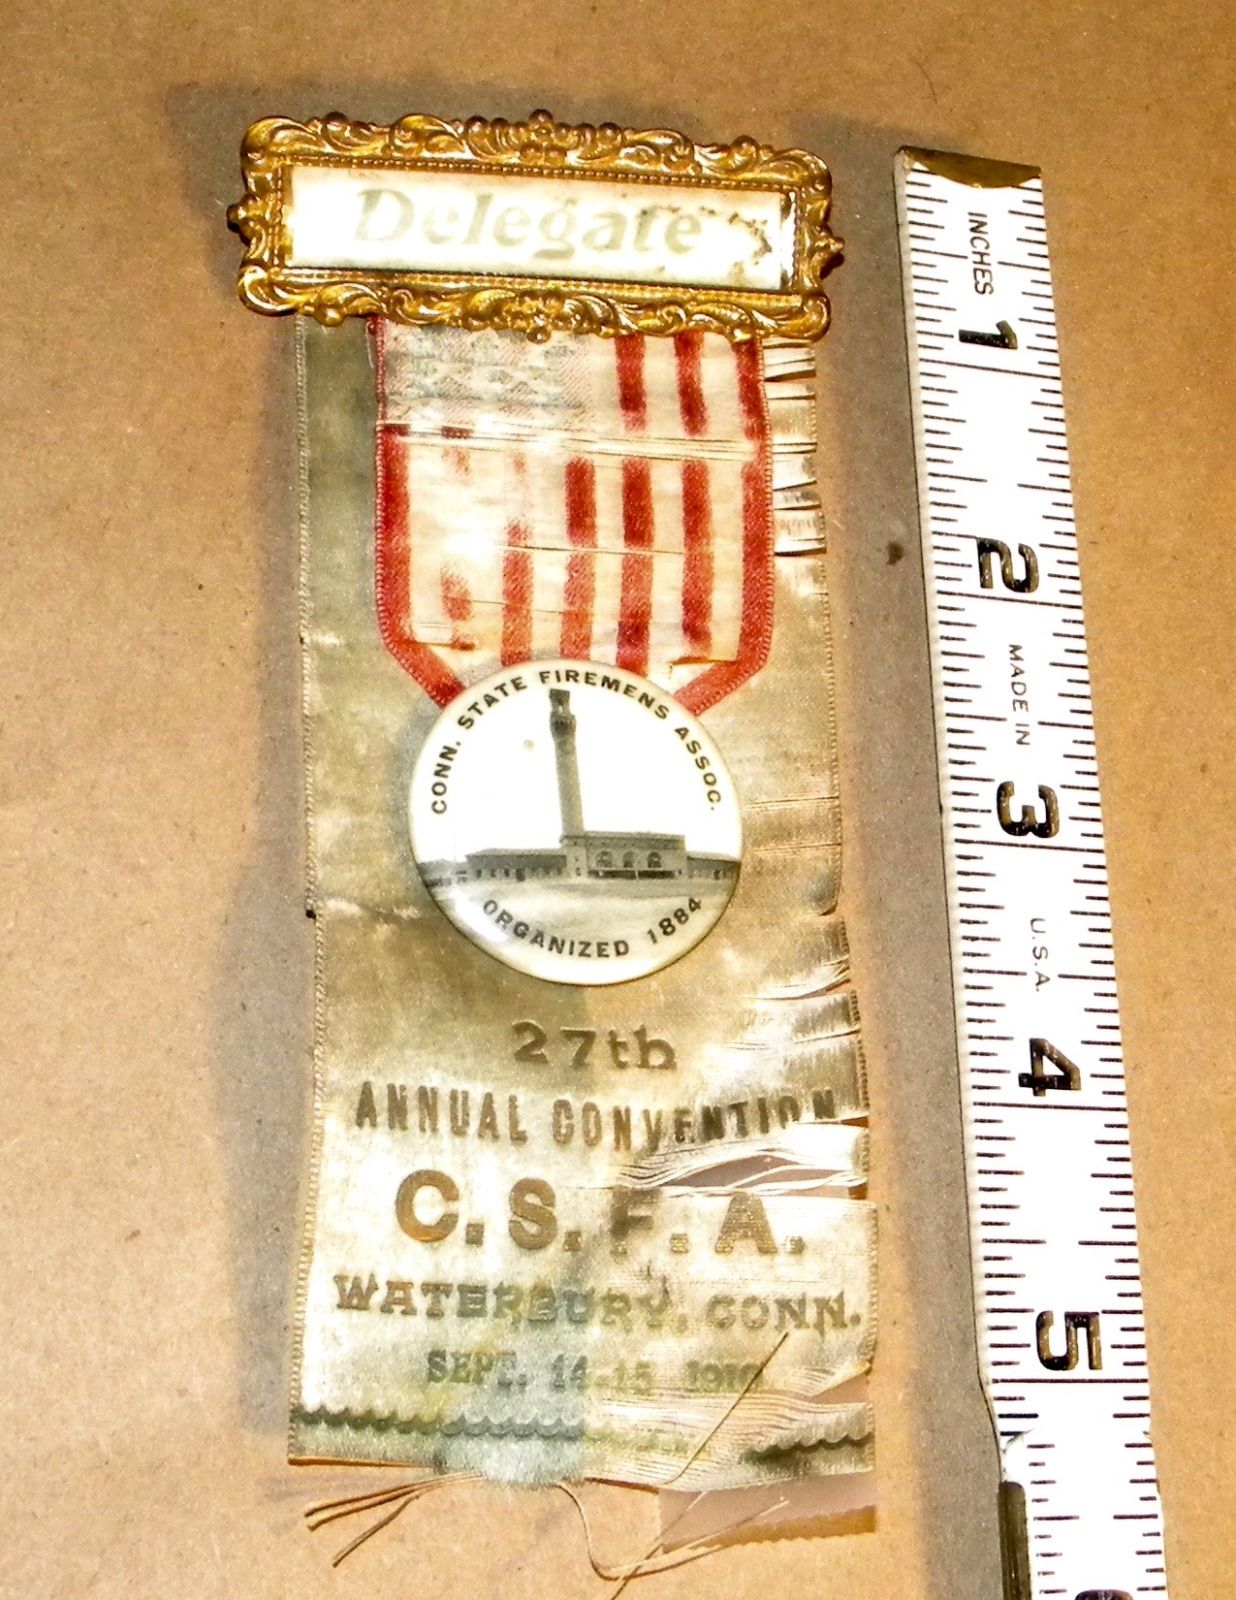 Delegate
CONN. STATE FIREMENS ASSOC.
ORGANIZED 1884
27th
ANNUAL CONVENTION
C. S. F. A.
WATERBURY, CONN.
SEPT. 14-15 1910
INCHES
1
2
MADE IN
3
U.S.A.
4
5